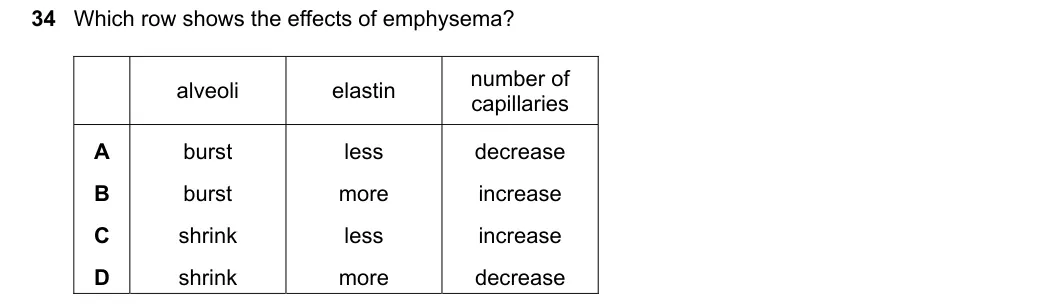 34 Which row shows the effects of emphysema?
alveoli elastin number of capillaries
A burst less decrease
B burst more increase
C shrink less increase
D shrink more decrease